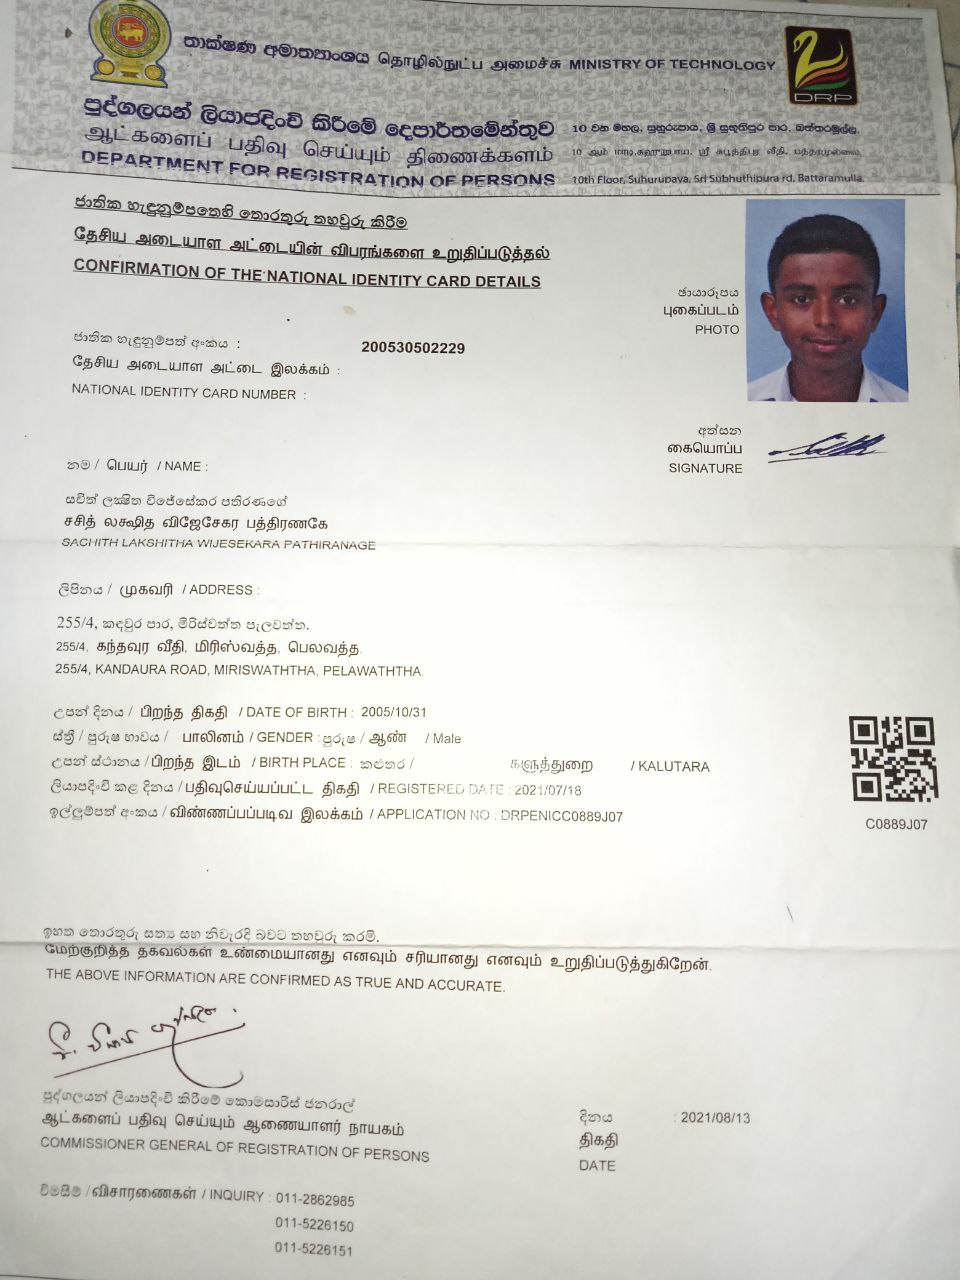 තාක්ෂණ අමාත්‍යාංශය தொழில்நுட்ப அமைச்சு MINISTRY OF TECHNOLOGY
DRP
පුද්ගලයන් ලියාපදිංචි කිරීමේ දෙපාර්තමේන්තුව
ஆட்களைப் பதிவு செய்யும் திணைக்களம்
DEPARTMENT FOR REGISTRATION OF PERSONS
10 වන මහල, සුහුරුපාය, ශ්‍රී සුභූතිපුර පාර, බත්තරමුල්ල.
10th Floor, Suhurupaya, Sri Subhuthipura rd, Battaramulla.
ජාතික හැඳුනුම්පතෙහි තොරතුරු තහවුරු කිරීම
தேசிய அடையாள அட்டையின் விபரங்களை உறுதிப்படுத்தல்
CONFIRMATION OF THE NATIONAL IDENTITY CARD DETAILS
ඡායාරූපය
புகைப்படம்
PHOTO
ජාතික හැඳුනුම්පත් අංකය : 200530502229
தேசிய அடையாள அட்டை இலக்கம் :
NATIONAL IDENTITY CARD NUMBER :
අත්සන
கையொப்ப
SIGNATURE
නම / பெயர் / NAME :
සචිත් ලක්ෂිත විජේසේකර පතිරණගේ
சசித் லக்ஷித விஜேசேகர பத்திரணகே
SACHITH LAKSHITHA WIJESEKARA PATHIRANAGE
ලිපිනය / முகவரி / ADDRESS :
255/4, කඳවුර පාර, මිරිස්වත්ත පැලවත්ත.
255/4, கந்தவுர வீதி, மிரிஸ்வத்த, பெலவத்த.
255/4, KANDAURA ROAD, MIRISWATHTHA, PELAWATHTHA.
උපන් දිනය / பிறந்த திகதி / DATE OF BIRTH : 2005/10/31
ස්ත්‍රී / පුරුෂ භාවය / பாலினம் / GENDER : පුරුෂ / ஆண் / Male
උපන් ස්ථානය / பிறந்த இடம் / BIRTH PLACE : කළුතර / களுத்துறை / KALUTARA
ලියාපදිංචි කළ දිනය / பதிவுசெய்யப்பட்ட திகதி / REGISTERED DATE : 2021/07/18
ඉල්ලුම්පත් අංකය / விண்ணப்பப்படிவ இலக்கம் / APPLICATION NO : DRPENICC0889J07
C0889J07
ඉහත තොරතුරු සත්‍ය සහ නිවැරදි බවට තහවුරු කරමි.
மேற்குறித்த தகவல்கள் உண்மையானது எனவும் சரியானது எனவும் உறுதிப்படுத்துகிறேன்.
THE ABOVE INFORMATION ARE CONFIRMED AS TRUE AND ACCURATE.
පුද්ගලයන් ලියාපදිංචි කිරීමේ කොමසාරිස් ජනරාල්
ஆட்களைப் பதிவு செய்யும் ஆணையாளர் நாயகம்
COMMISSIONER GENERAL OF REGISTRATION OF PERSONS
දිනය : 2021/08/13
திகதி
DATE
විමසීම් / விசாரணைகள் / INQUIRY : 011-2862985
011-5226150
011-5226151